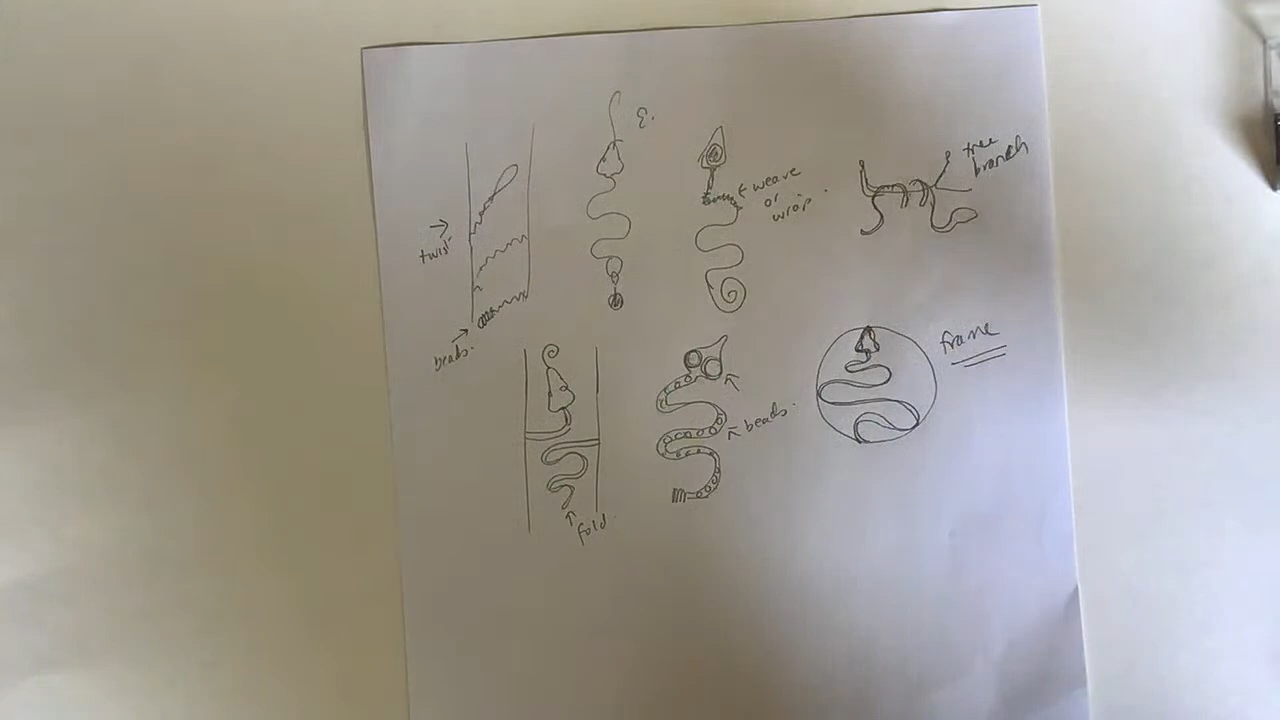 twist
beads.
weave
or
wrap.
tree
branch
fold.
beads.
frame